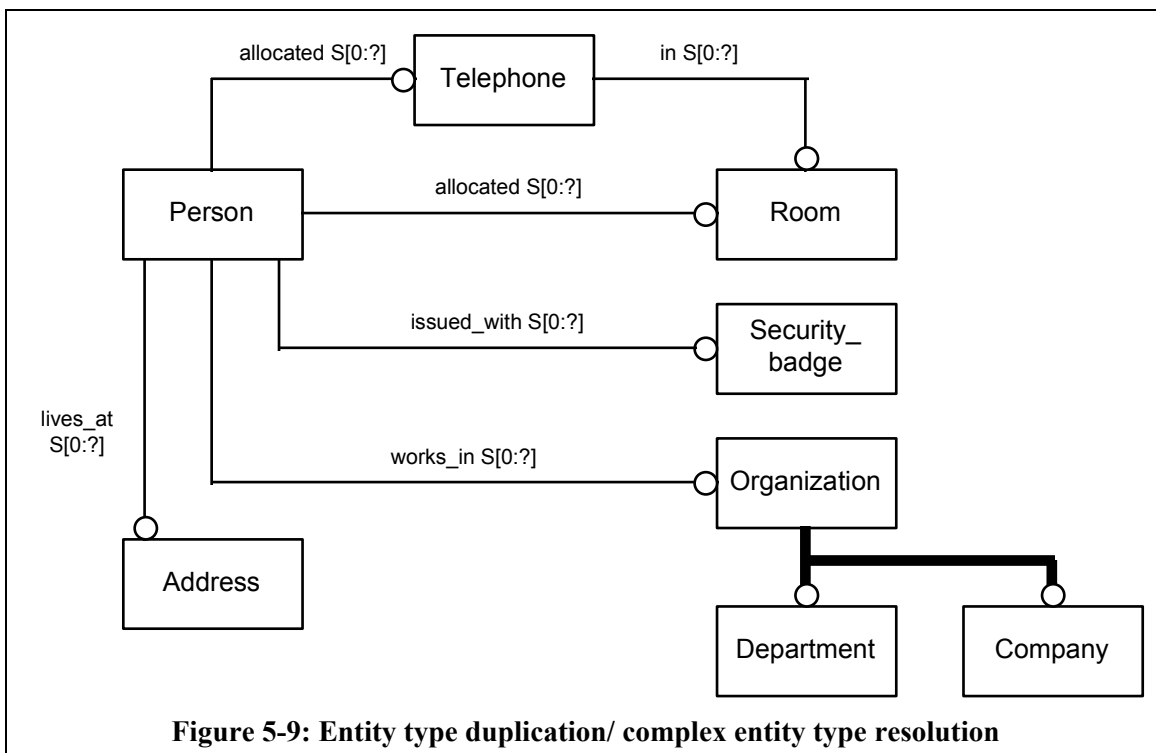 allocated S[0:?]
in S[0:?]
Telephone
Person
allocated S[0:?]
Room
issued_with S[0:?]
Security_
badge
lives_at
S[0:?]
works_in S[0:?]
Organization
Address
Department
Company
Figure 5-9: Entity type duplication/ complex entity type resolution